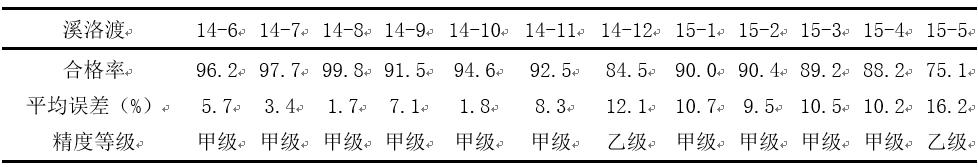 溪洛渡 14-6 14-7 14-8 14-9 14-10 14-11 14-12 15-1 15-2 15-3 15-4 15-5
合格率 96.2 97.7 99.8 91.5 94.6 92.5 84.5 90.0 90.4 89.2 88.2 75.1
平均误差（%） 5.7 3.4 1.7 7.1 1.8 8.3 12.1 10.7 9.5 10.5 10.2 16.2
精度等级 甲级 甲级 甲级 甲级 甲级 甲级 乙级 甲级 甲级 甲级 甲级 乙级